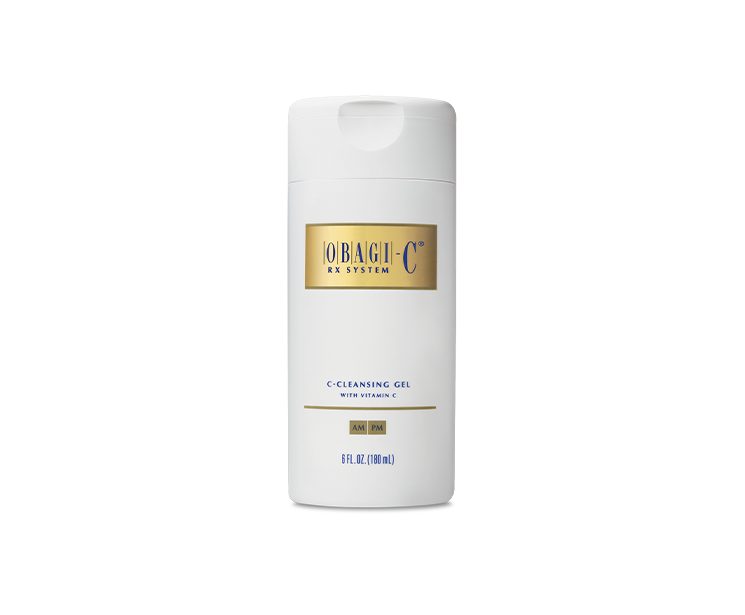 OBAGI-C®
RX SYSTEM
C-CLEANSING GEL
WITH VITAMIN C
AM PM
6 FL. OZ. (180 mL)